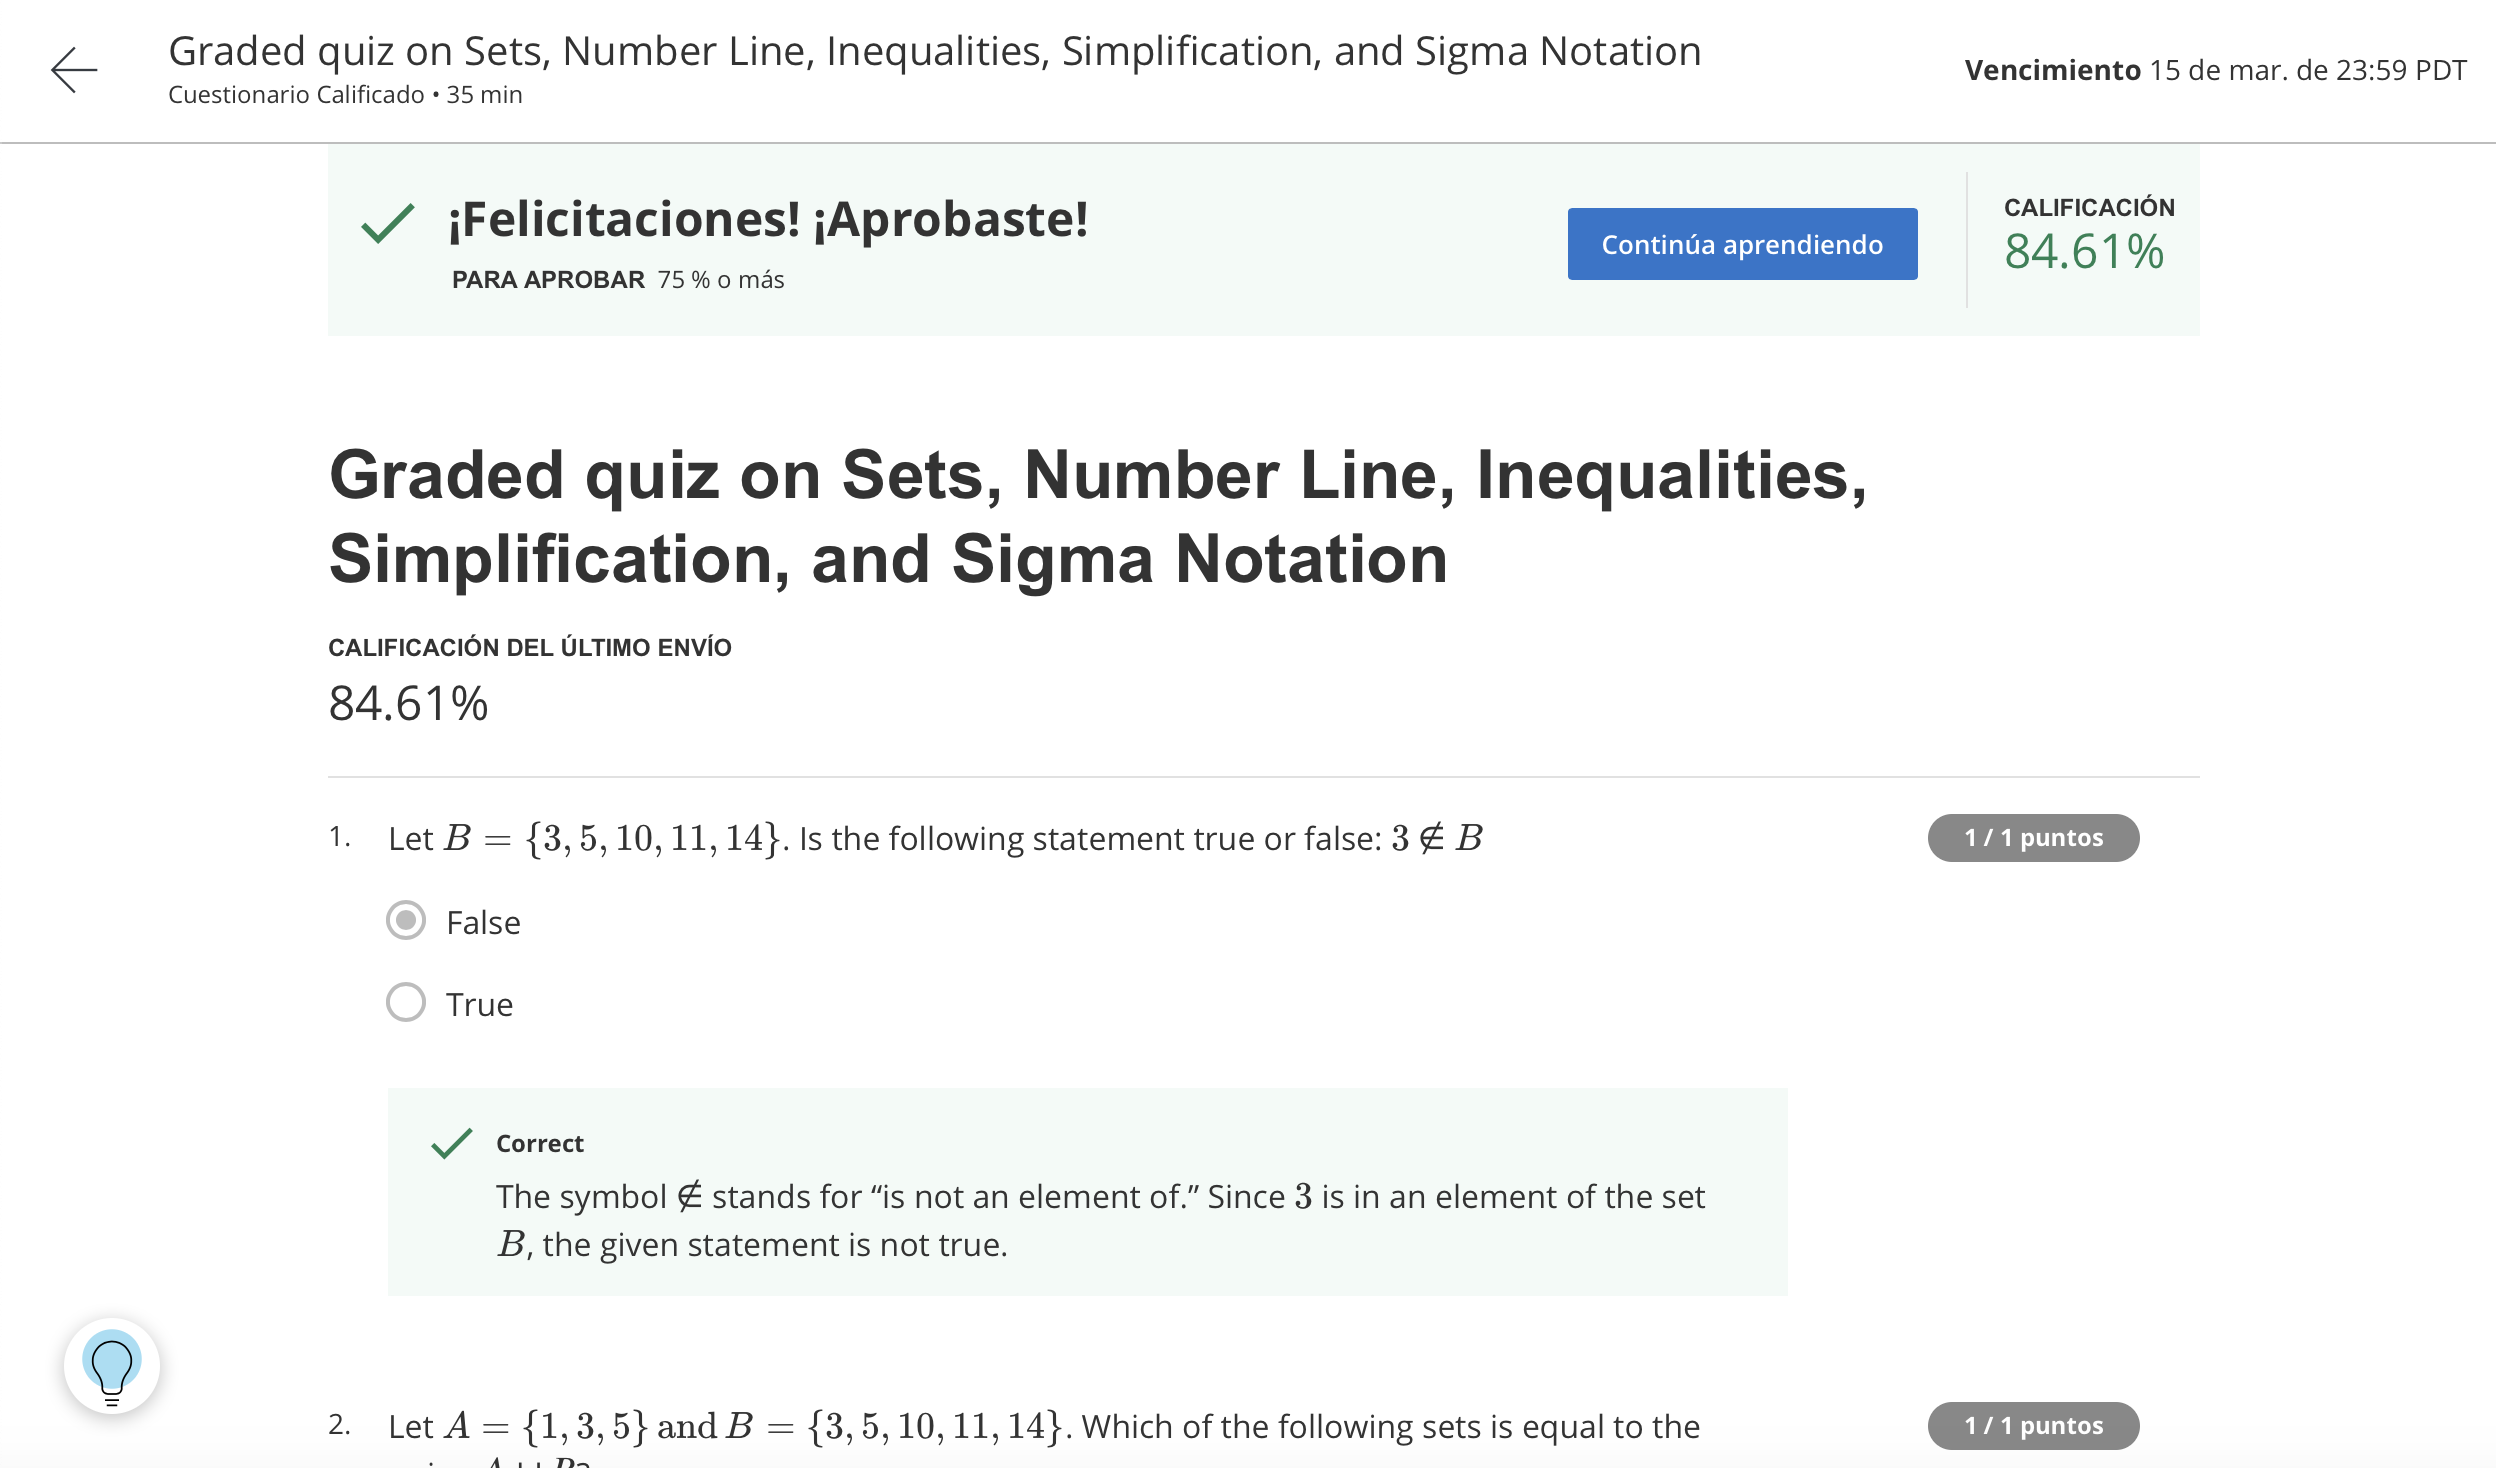 Graded quiz on Sets, Number Line, Inequalities, Simplification, and Sigma Notation
Cuestionario Calificado • 35 min
Vencimiento 15 de mar. de 23:59 PDT
¡Felicitaciones! ¡Aprobaste!
PARA APROBAR 75 % o más
Continúa aprendiendo
CALIFICACIÓN
84.61%
Graded quiz on Sets, Number Line, Inequalities,
Simplification, and Sigma Notation
CALIFICACIÓN DEL ÚLTIMO ENVÍO
84.61%
1. Let B = {3, 5, 10, 11, 14}. Is the following statement true or false: 3 ∉ B
1 / 1 puntos
False
True
Correct
The symbol ∉ stands for “is not an element of.” Since 3 is in an element of the set
B, the given statement is not true.
2. Let A = {1, 3, 5} and B = {3, 5, 10, 11, 14}. Which of the following sets is equal to the
1 / 1 puntos